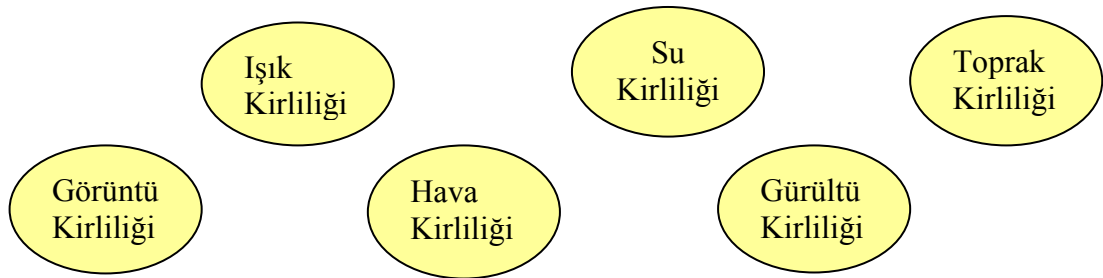 Işık
Kirliliği
Su
Kirliliği
Toprak
Kirliliği
Görüntü
Kirliliği
Hava
Kirliliği
Gürültü
Kirliliği